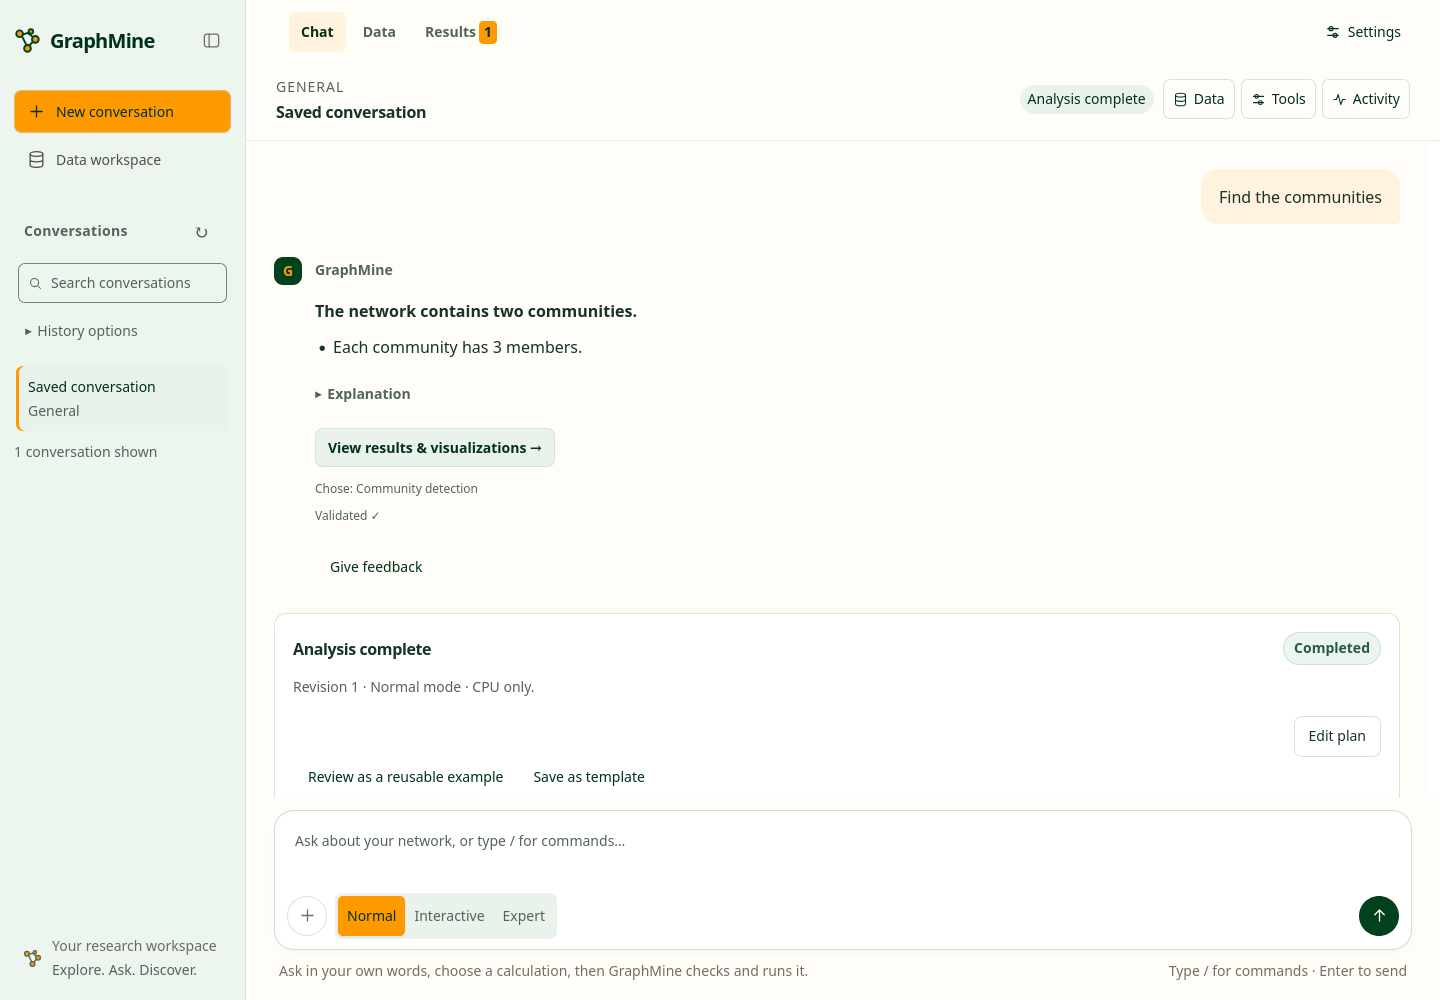 GraphMine
New conversation
Data workspace
Conversations
Search conversations
History options
Saved conversation
General
1 conversation shown
Your research workspace
Explore. Ask. Discover.
Chat Data Results 1
Settings
GENERAL
Saved conversation
Analysis complete Data Tools Activity
Find the communities
G GraphMine
The network contains two communities.
• Each community has 3 members.
Explanation
View results & visualizations →
Chose: Community detection
Validated ✓
Give feedback
Analysis complete
Completed
Revision 1 · Normal mode · CPU only.
Edit plan
Review as a reusable example Save as template
Ask about your network, or type / for commands…
Normal Interactive Expert
Ask in your own words, choose a calculation, then GraphMine checks and runs it.
Type / for commands · Enter to send